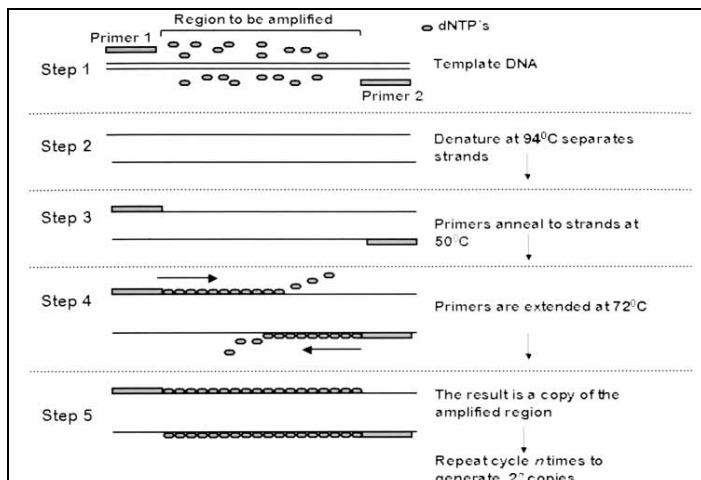 Region to be amplified
dNTP's
Primer 1
Step 1
Template DNA
Primer 2
Step 2
Denature at 94⁰C separates
strands
Step 3
Primers anneal to strands at
50⁰C
Step 4
Primers are extended at 72⁰C
Step 5
The result is a copy of the
amplified region
Repeat cycle n times to
generate 2ⁿ copies